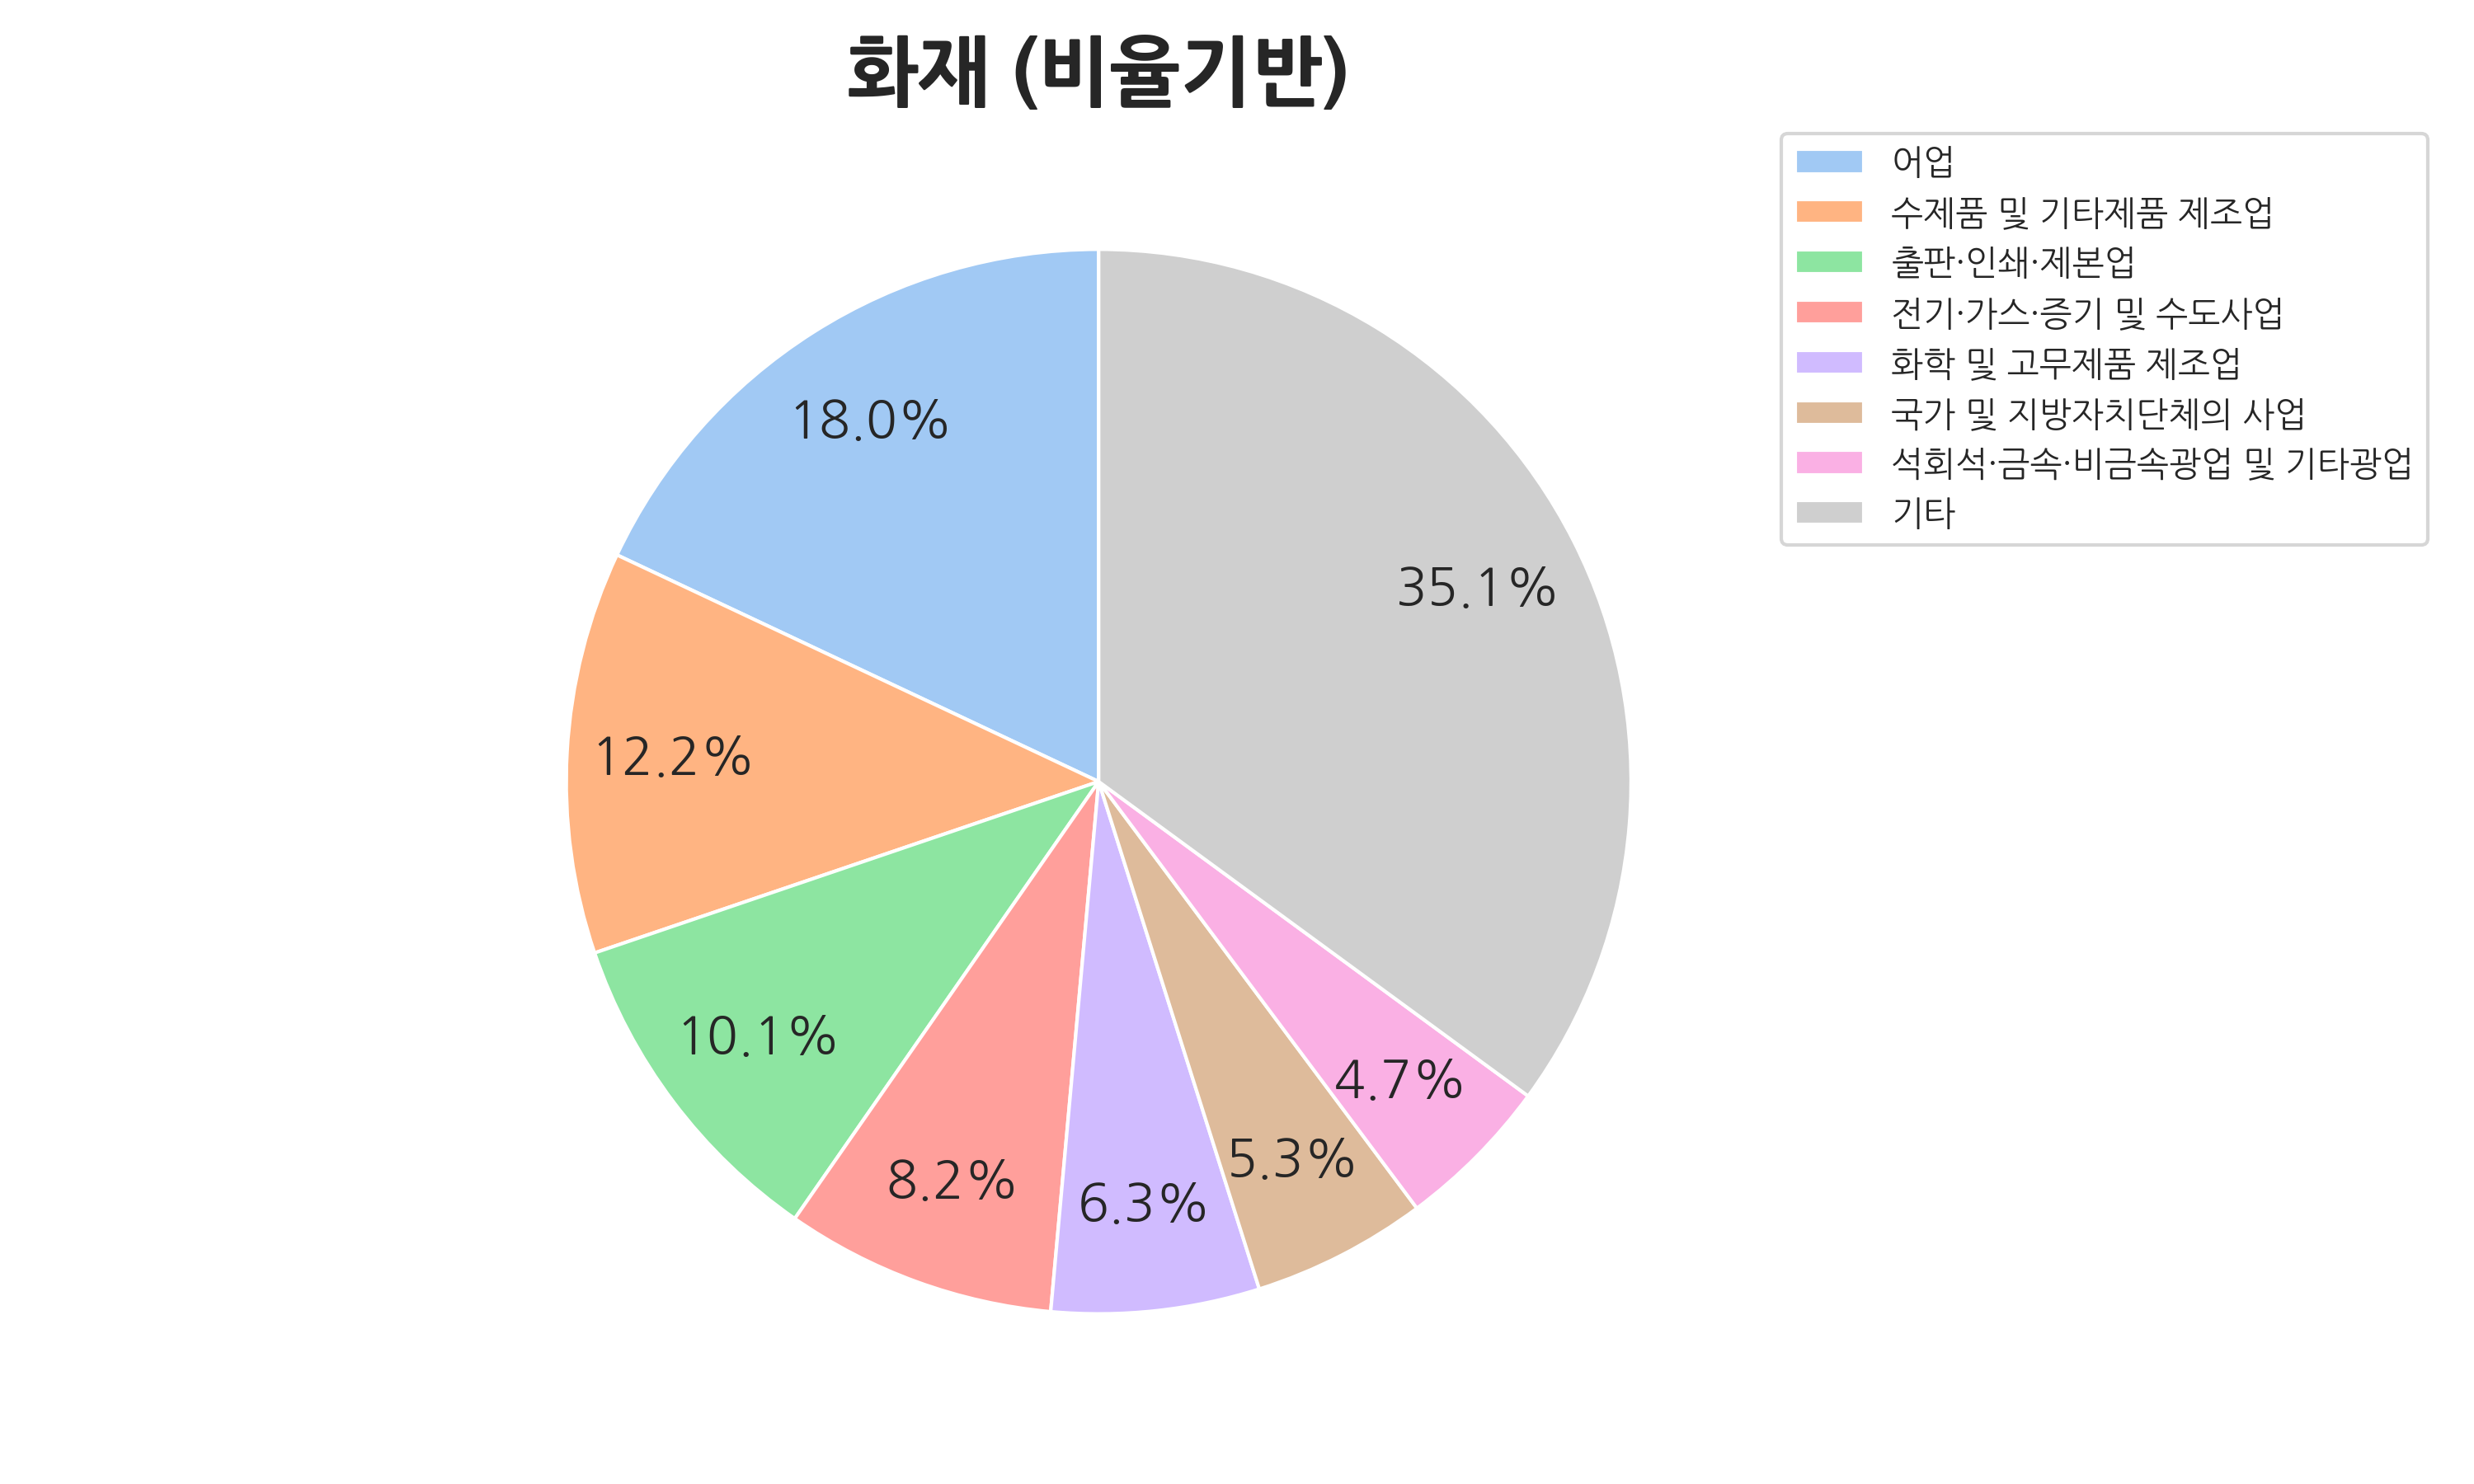 화재 (비율기반)
어업
수제품 및 기타제품 제조업
출판·인쇄·제본업
전기·가스·증기 및 수도사업
화학 및 고무제품 제조업
국가 및 지방자치단체의 사업
석회석·금속·비금속광업 및 기타광업
기타
18.0%
35.1%
12.2%
10.1%
4.7%
5.3%
8.2%
6.3%